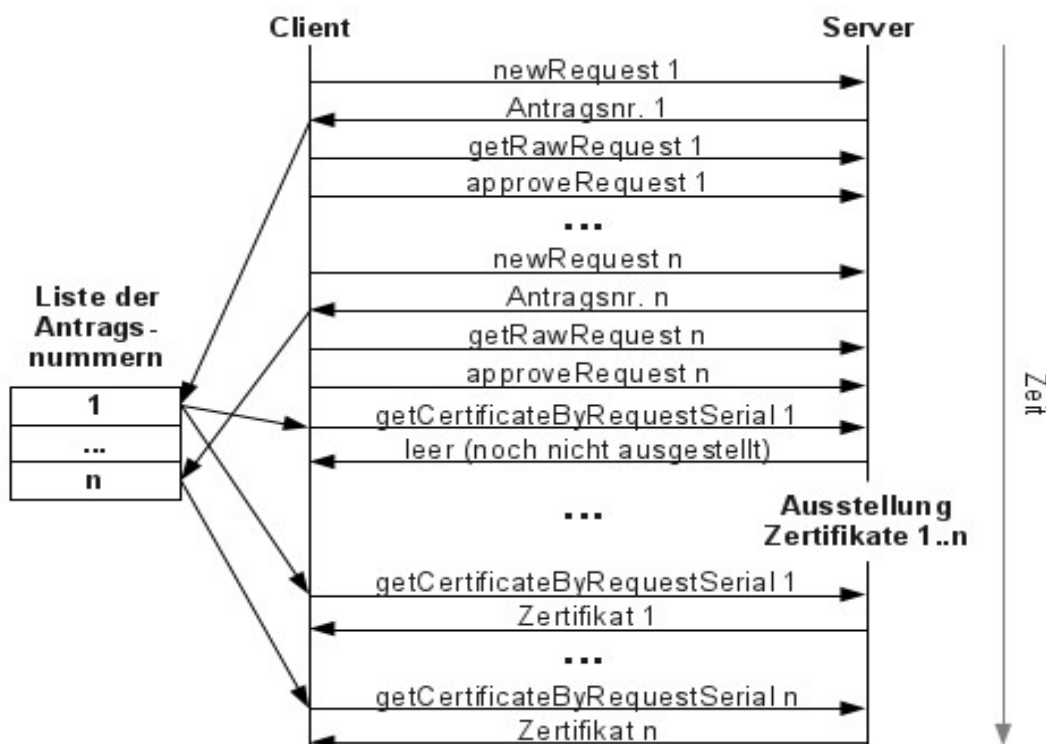 Client
Server
newRequest 1
Antragsnr. 1
getRawRequest 1
approveRequest 1
...
newRequest n
Antragsnr. n
getRawRequest n
approveRequest n
Liste der
Antrags-
nummern
1
...
n
getCertificateByRequestSerial 1
leer (noch nicht ausgestellt)
...
Ausstellung
Zertifikate 1..n
getCertificateByRequestSerial 1
Zertifikat 1
...
getCertificateByRequestSerial n
Zertifikat n
Zeit